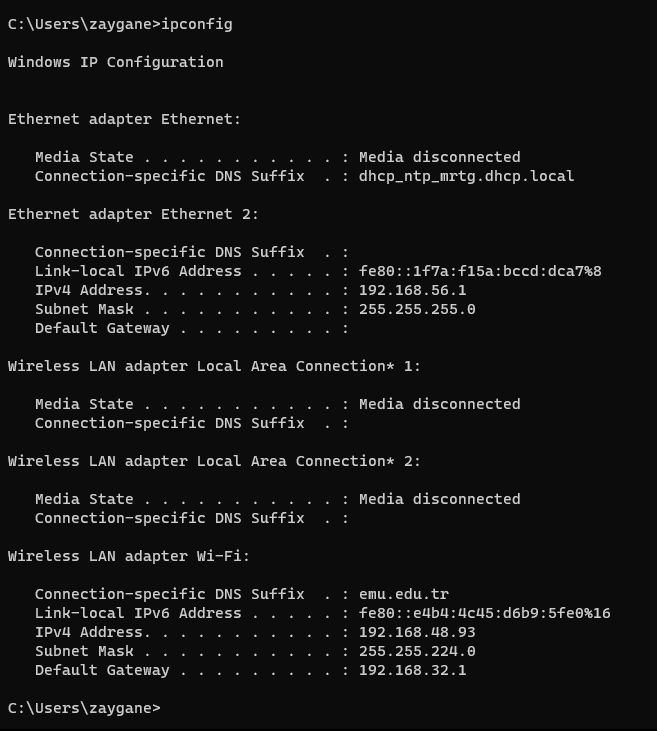 C:\Users\zaygane>ipconfig
Windows IP Configuration
Ethernet adapter Ethernet:
Media State . . . . . . . . . . . : Media disconnected
Connection-specific DNS Suffix  . : dhcp_ntp_mrtg.dhcp.local
Ethernet adapter Ethernet 2:
Connection-specific DNS Suffix  . :
Link-local IPv6 Address . . . . . : fe80::1f7a:f15a:bccd:dca7%8
IPv4 Address. . . . . . . . . . . : 192.168.56.1
Subnet Mask . . . . . . . . . . . : 255.255.255.0
Default Gateway . . . . . . . . . :
Wireless LAN adapter Local Area Connection* 1:
Media State . . . . . . . . . . . : Media disconnected
Connection-specific DNS Suffix  . :
Wireless LAN adapter Local Area Connection* 2:
Media State . . . . . . . . . . . : Media disconnected
Connection-specific DNS Suffix  . :
Wireless LAN adapter Wi-Fi:
Connection-specific DNS Suffix  . : emu.edu.tr
Link-local IPv6 Address . . . . . : fe80::e4b4:4c45:d6b9:5fe0%16
IPv4 Address. . . . . . . . . . . : 192.168.48.93
Subnet Mask . . . . . . . . . . . : 255.255.224.0
Default Gateway . . . . . . . . . : 192.168.32.1
C:\Users\zaygane>